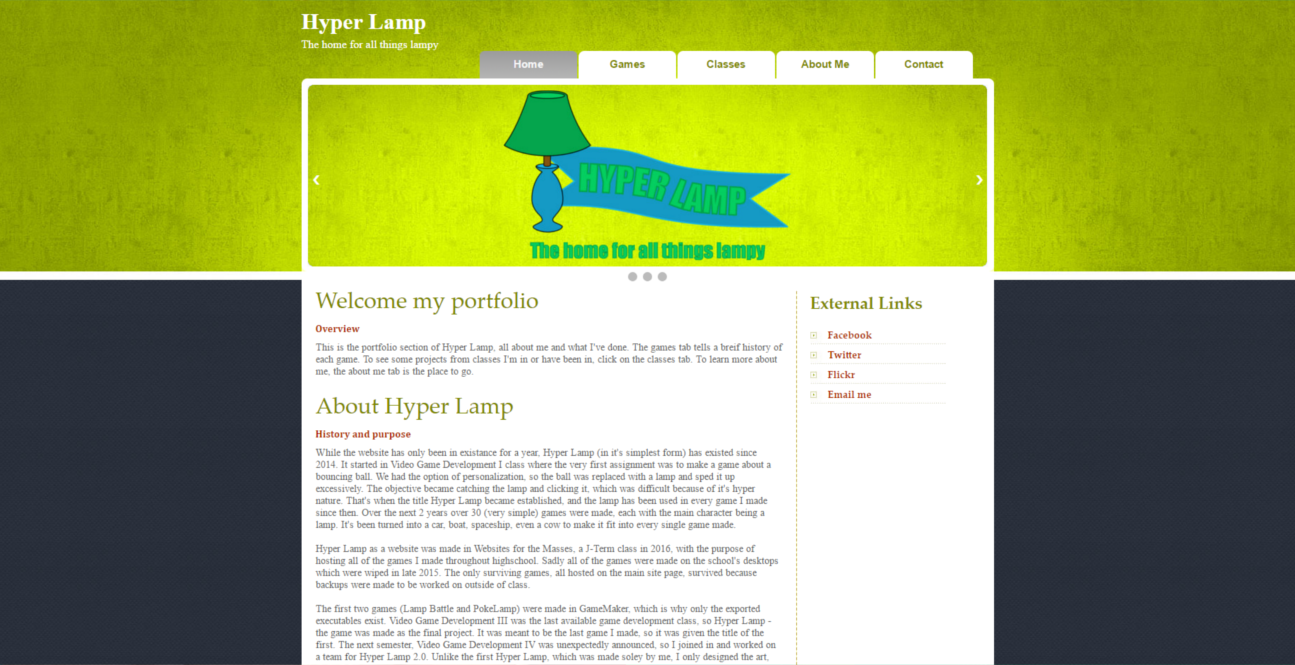 Hyper Lamp
The home for all things lampy
Home
Games
Classes
About Me
Contact
HYPER LAMP
The home for all things lampy
Welcome my portfolio
Overview
This is the portfolio section of Hyper Lamp, all about me and what I've done. The games tab tells a breif history of
each game. To see some projects from classes I'm in or have been in, click on the classes tab. To learn more about
me, the about me tab is the place to go.
About Hyper Lamp
History and purpose
While the website has only been in existance for a year, Hyper Lamp (in it's simplest form) has existed since
2014. It started in Video Game Development I class where the very first assignment was to make a game about a
bouncing ball. We had the option of personalization, so the ball was replaced with a lamp and sped it up
excessively. The objective became catching the lamp and clicking it, which was difficult because of it's hyper
nature. That's when the title Hyper Lamp became established, and the lamp has been used in every game I made
since then. Over the next 2 years over 30 (very simple) games were made, each with the main character being a
lamp. It's been turned into a car, boat, spaceship, even a cow to make it fit into every single game made.
Hyper Lamp as a website was made in Websites for the Masses, a J-Term class in 2016, with the purpose of
hosting all of the games I made throughout highschool. Sadly all of the games were made on the school's desktops
which were wiped in late 2015. The only surviving games, all hosted on the main site page, survived because
backups were made to be worked on outside of class.
The first two games (Lamp Battle and PokeLamp) were made in GameMaker, which is why only the exported
executables exist. Video Game Development III was the last available game development class, so Hyper Lamp -
the game was made as the final project. It was meant to be the last game I made, so it was given the title of the
first. The next semester, Video Game Development IV was unexpectedly announced, so I joined in and worked on
a team for Hyper Lamp 2.0. Unlike the first Hyper Lamp, which was made soley by me, I only designed the art,
External Links
Facebook
Twitter
Flickr
Email me